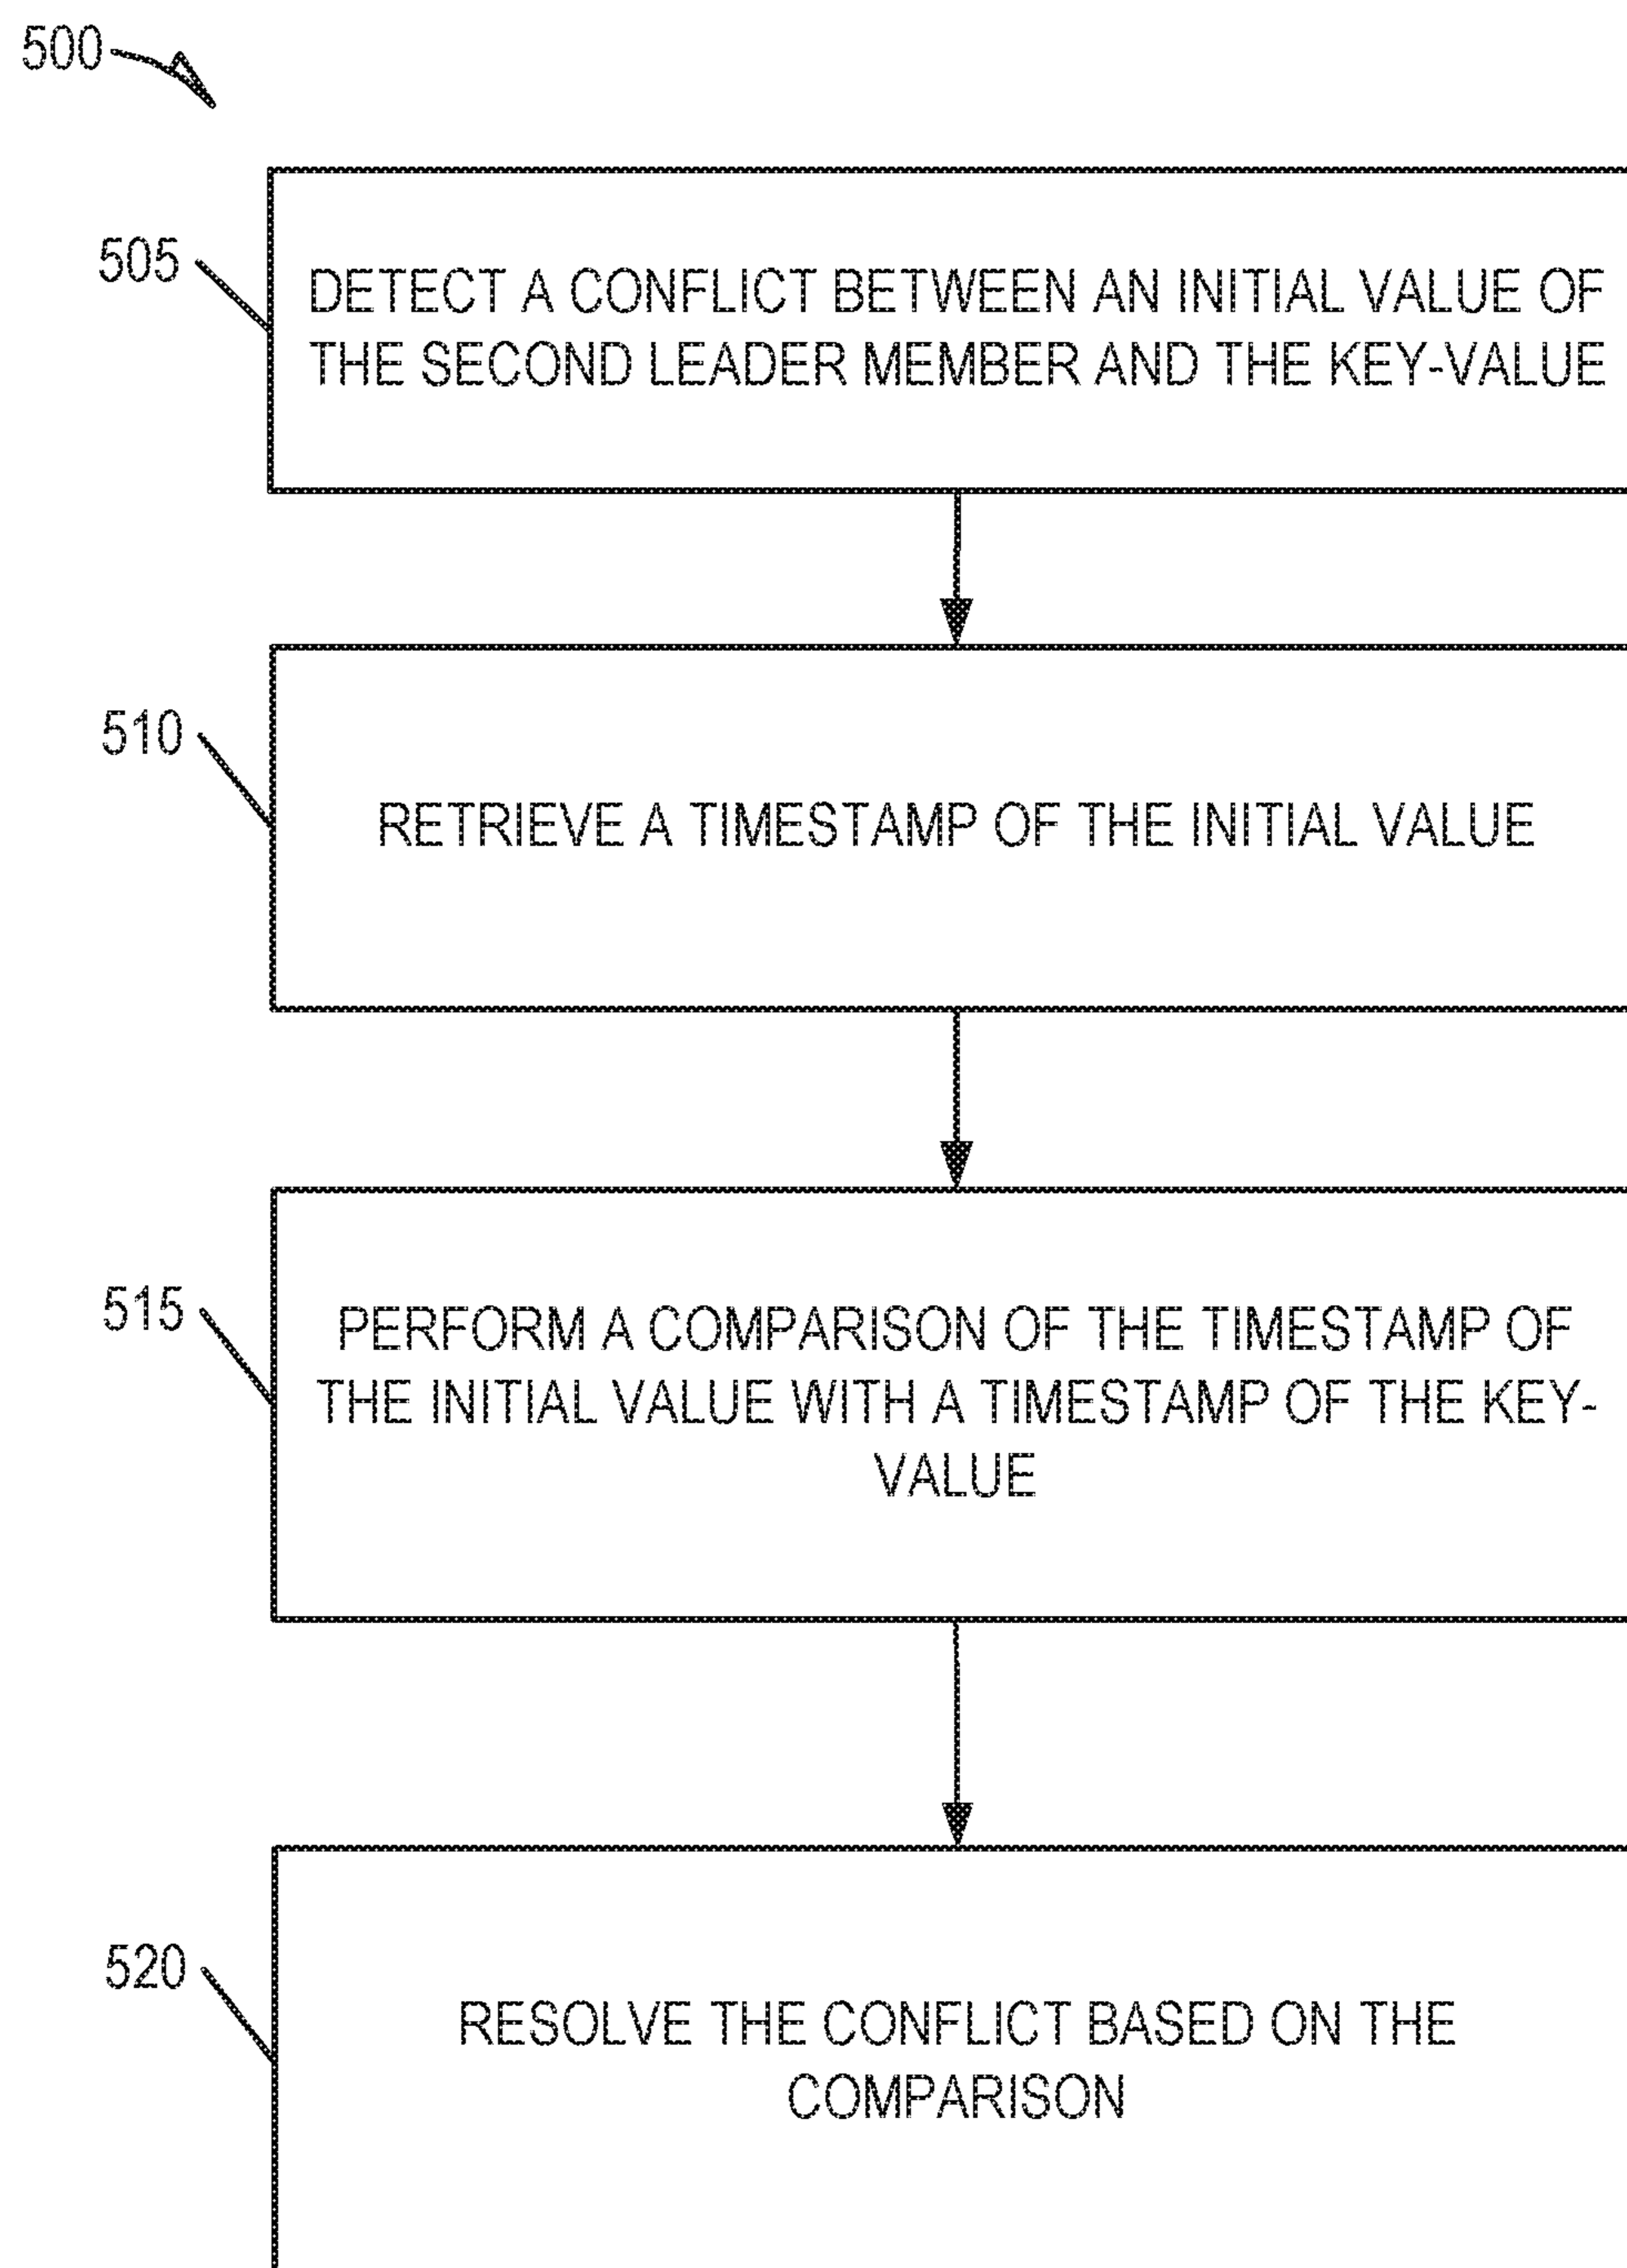 500
505
DETECT A CONFLICT BETWEEN AN INITIAL VALUE OF
THE SECOND LEADER MEMBER AND THE KEY-VALUE
510
RETRIEVE A TIMESTAMP OF THE INITIAL VALUE
515
PERFORM A COMPARISON OF THE TIMESTAMP OF
THE INITIAL VALUE WITH A TIMESTAMP OF THE KEY-
VALUE
520
RESOLVE THE CONFLICT BASED ON THE
COMPARISON